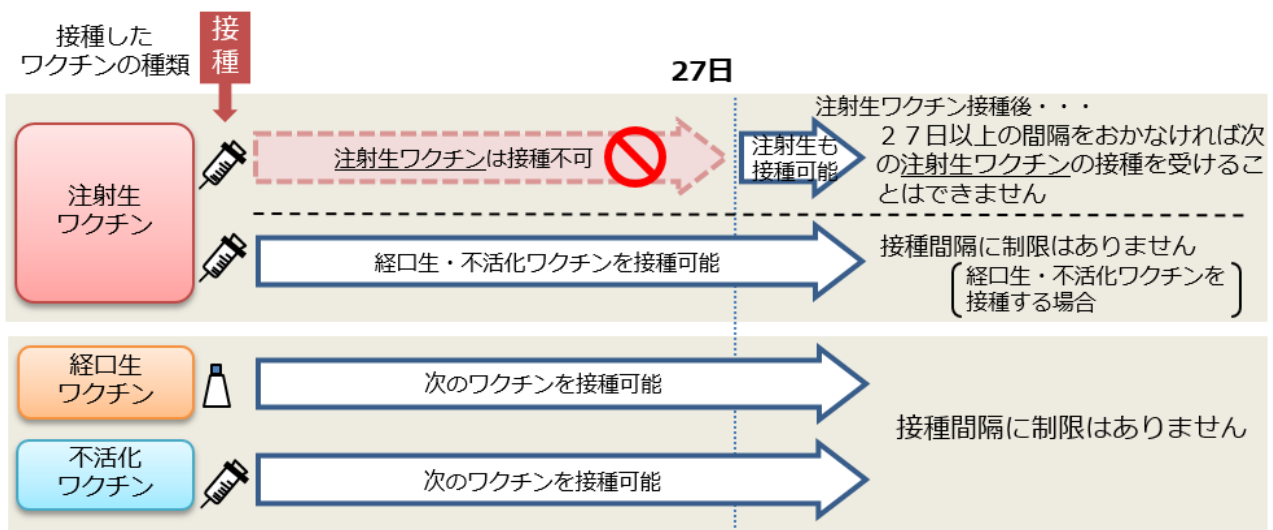 接種した
ワクチンの種類
接種
27日
注射生
ワクチン
注射生ワクチンは接種不可
注射生も
接種可能
注射生ワクチン接種後・・・
２７日以上の間隔をおかなければ次
の注射生ワクチンの接種を受けるこ
とはできません
経口生・不活化ワクチンを接種可能
接種間隔に制限はありません
経口生・不活化ワクチンを
接種する場合
経口生
ワクチン
次のワクチンを接種可能
不活化
ワクチン
次のワクチンを接種可能
接種間隔に制限はありません